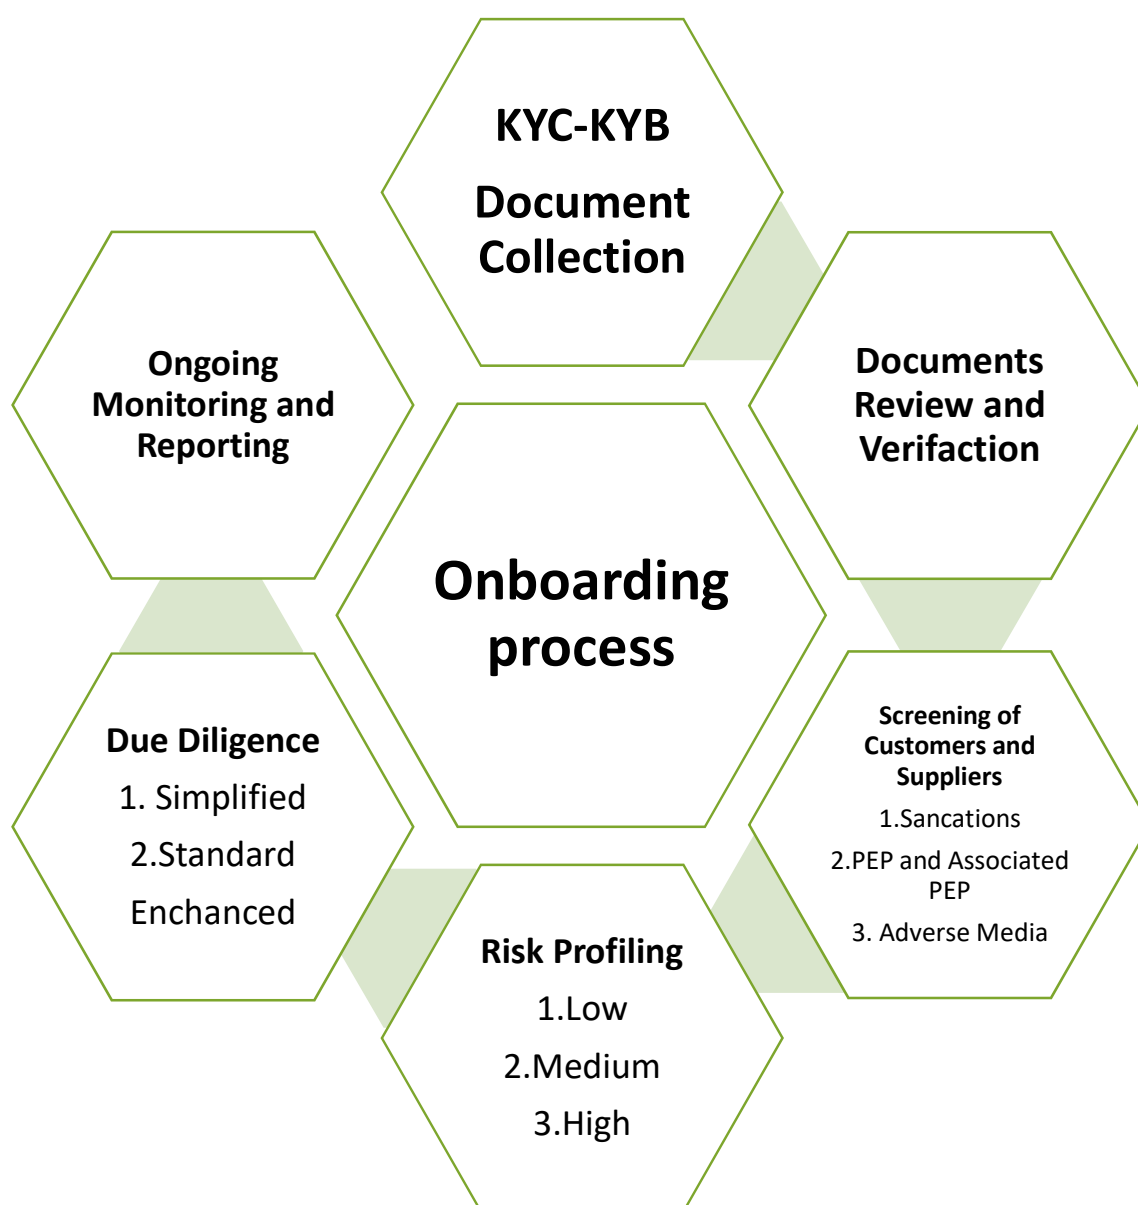 KYC-KYB
Document
Collection
Documents
Review and
Verifaction
Screening of
Customers and
Suppliers
1.Sancations
2.PEP and Associated
PEP
3. Adverse Media
Risk Profiling
1.Low
2.Medium
3.High
Due Diligence
1. Simplified
2.Standard
Enchanced
Ongoing
Monitoring and
Reporting
Onboarding
process